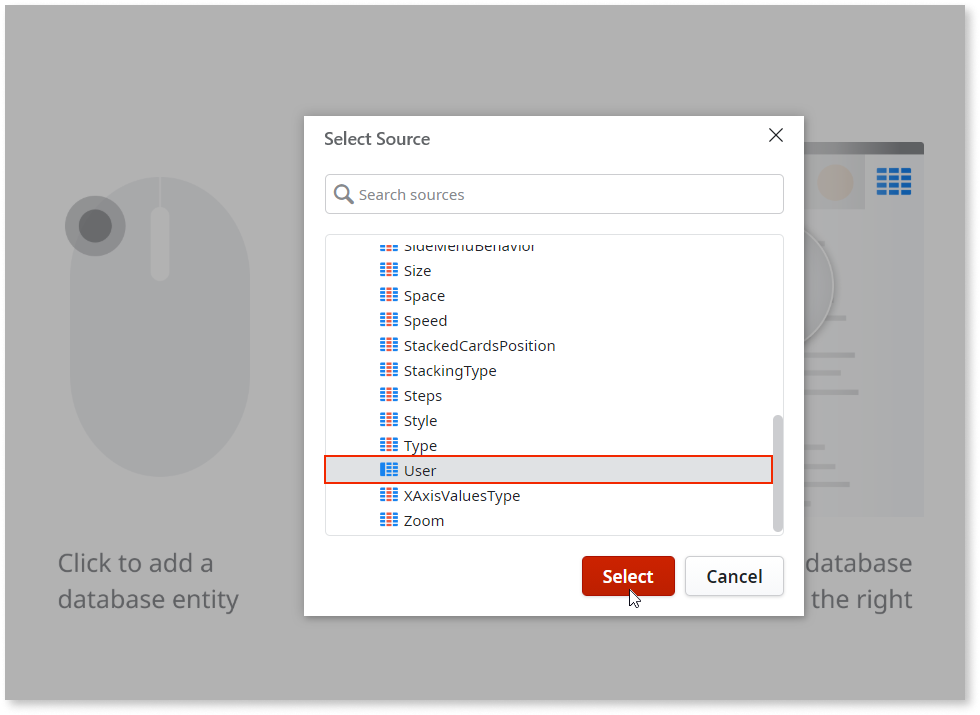 Select Source
Search sources
SideMenuBehavior
Size
Space
Speed
StackedCardsPosition
StackingType
Steps
Style
Type
User
XAxisValuesType
Zoom
Select
Cancel
Click to add a
database entity
database
the right